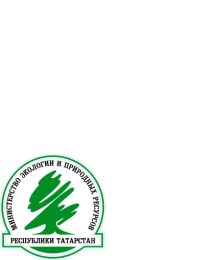 МИНИСТЕРСТВО ЭКОЛОГИИ И ПРИРОДНЫХ РЕСУРСОВ
РЕСПУБЛИКИ ТАТАРСТАН